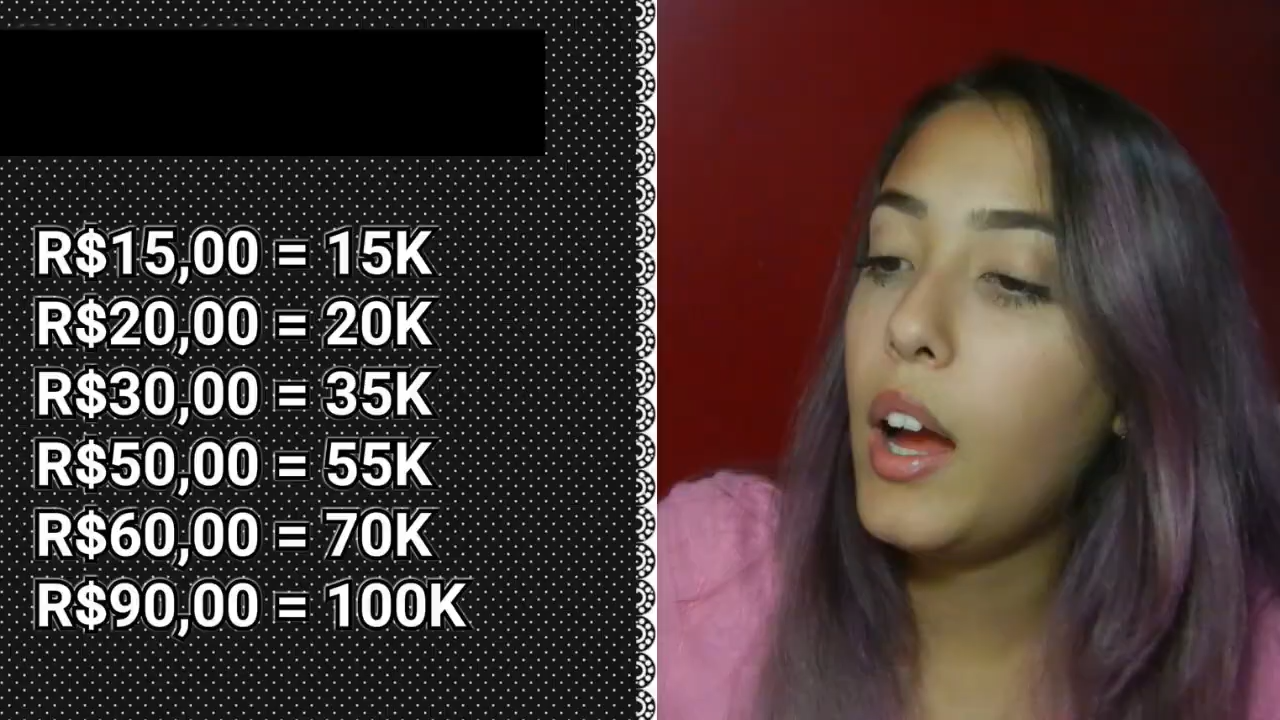 R$15,00 = 15K
R$20,00 = 20K
R$30,00 = 35K
R$50,00 = 55K
R$60,00 = 70K
R$90,00 = 100K